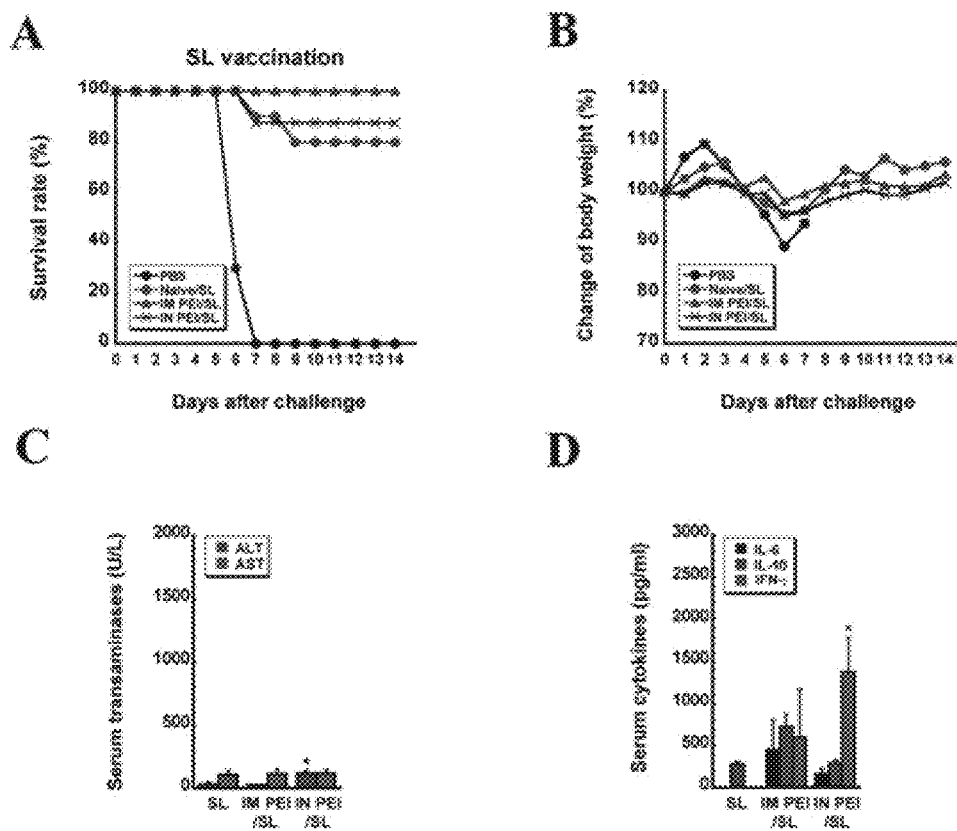 A
SL vaccination
Survival rate (%)
100
80
60
40
20
0
PBS
Naive/SL
IM PEI/SL
IN PEI/SL
0 1 2 3 4 5 6 7 8 9 10 11 12 13 14
Days after challenge
B
Change of body weight (%)
120
110
100
90
80
70
PBS
Naive/SL
IM PEI/SL
IN PEI/SL
0 1 2 3 4 5 6 7 8 9 10 11 12 13 14
Days after challenge
C
Serum transaminases (U/L)
2000
1500
1000
500
0
ALT
AST
SL IM PEI IN PEI
/SL /SL
D
Serum cytokines (pg/ml)
3000
2500
2000
1500
1000
500
0
IL-6
IL-10
IFN-γ
SL IM PEI IN PEI
/SL /SL